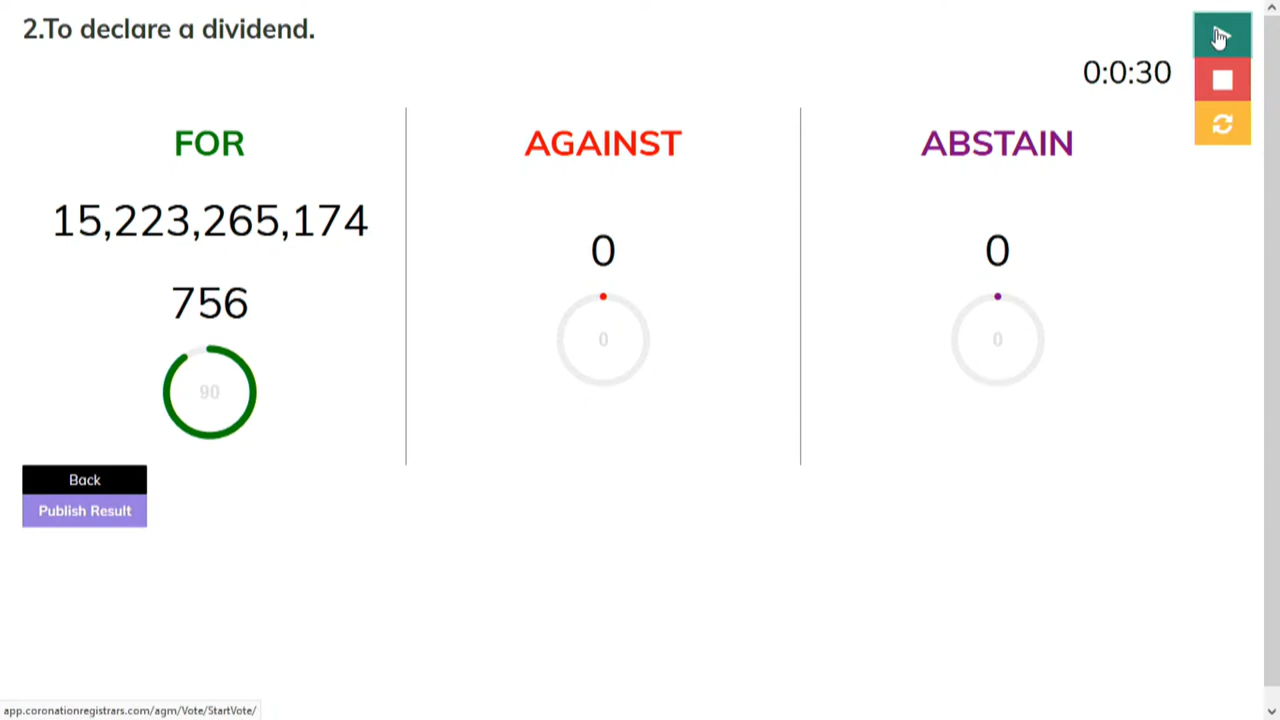 2.To declare a dividend.
0:0:30
FOR
15,223,265,174
756
90
AGAINST
0
0
ABSTAIN
0
0
Back
Publish Result
app.coronationregistrars.com/agm/Vote/StartVote/